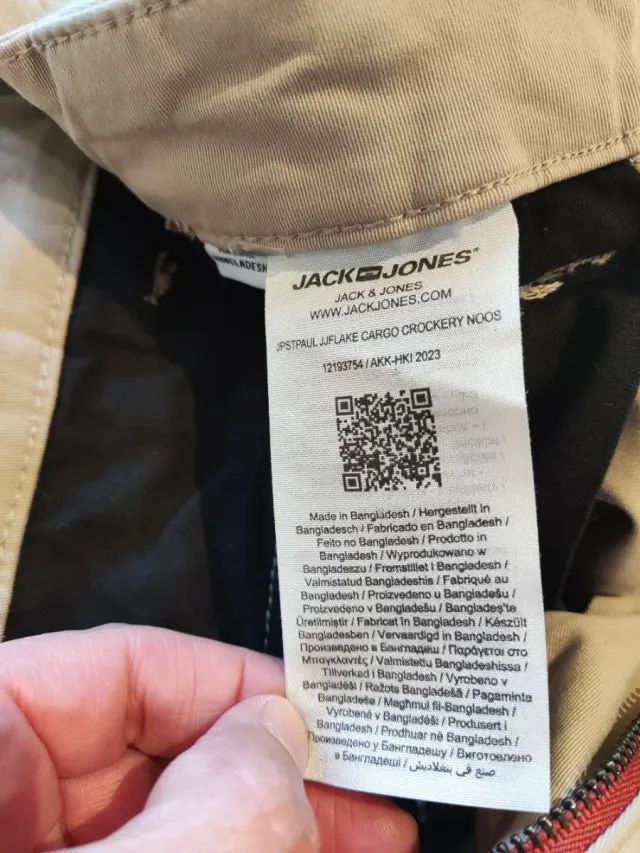 BANGLADESH
JACK JONES
JACK & JONES
WWW.JACKJONES.COM
JPSTPAUL JJFLAKE CARGO CROCKERY NOOS
12193754 / AKK-HKI 2023
Made in Bangladesh / Hergestellt in
Bangladesch / Fabricado en Bangladesh /
Feito no Bangladesh / Prodotto in
Bangladesh / Wyprodukowano w
Bangladeszu / Fremstillet i Bangladesh /
Valmistatud Bangladeshis / Fabriqué au
Bangladesh / Proizvedeno u Bangladešu /
Proizvedeno v Bangladešu / Bangladeş'te
Üretilmiştir / Fabricat în Bangladesh / Készült
Bangladesben / Vervaardigd in Bangladesh /
Произведено в Бангладеш / Παράγεται στο
Μπαγκλαντές / Valmistettu Bangladeshissa /
Tillverkad i Bangladesh / Vyrobeno v
Bangladéši / Ražots Bangladešā / Pagaminta
Bangladeše / Magħmul fil-Bangladesh /
Vyrobené v Bangladéši / Produsert i
Bangladesh / Prodhuar në Bangladesh /
Произведено у Бангладешу / Виготовлено
в Бангладеші / صنع في بنغلاديش